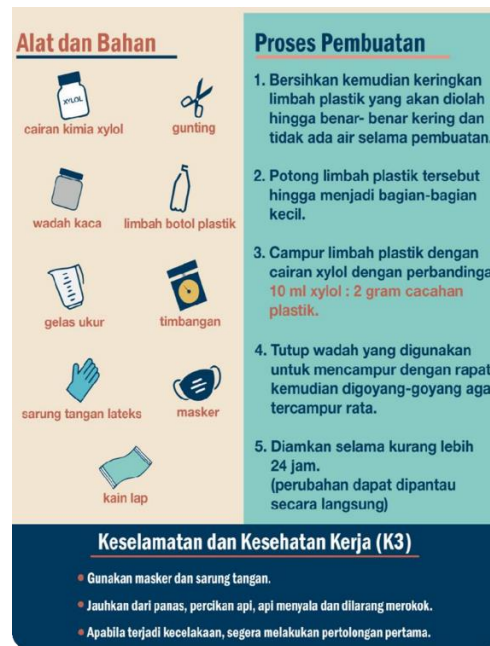 Alat dan Bahan
XYLOL
cairan kimia xylol
gunting
wadah kaca
limbah botol plastik
gelas ukur
timbangan
sarung tangan lateks
masker
kain lap
Proses Pembuatan
1. Bersihkan kemudian keringkan
limbah plastik yang akan diolah
hingga benar- benar kering dan
tidak ada air selama pembuatan.
2. Potong limbah plastik tersebut
hingga menjadi bagian-bagian
kecil.
3. Campur limbah plastik dengan
cairan xylol dengan perbandinga
10 ml xylol : 2 gram cacahan
plastik.
4. Tutup wadah yang digunakan
untuk mencampur dengan rapat
kemudian digoyang-goyang aga
tercampur rata.
5. Diamkan selama kurang lebih
24 jam.
(perubahan dapat dipantau
secara langsung)
Keselamatan dan Kesehatan Kerja (K3)
• Gunakan masker dan sarung tangan.
• Jauhkan dari panas, percikan api, api menyala dan dilarang merokok.
• Apabila terjadi kecelakaan, segera melakukan pertolongan pertama.